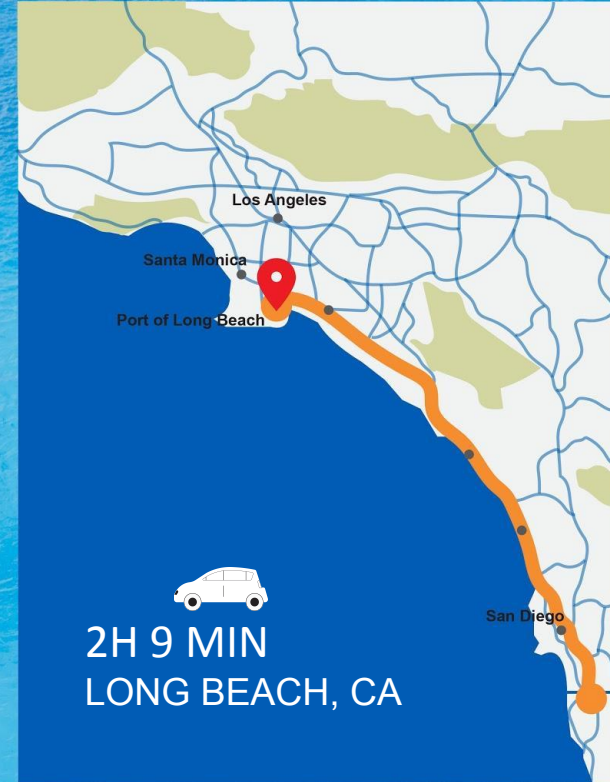 Los Angeles
Santa Monica
Port of Long Beach
San Diego
2H 9 MIN
LONG BEACH, CA